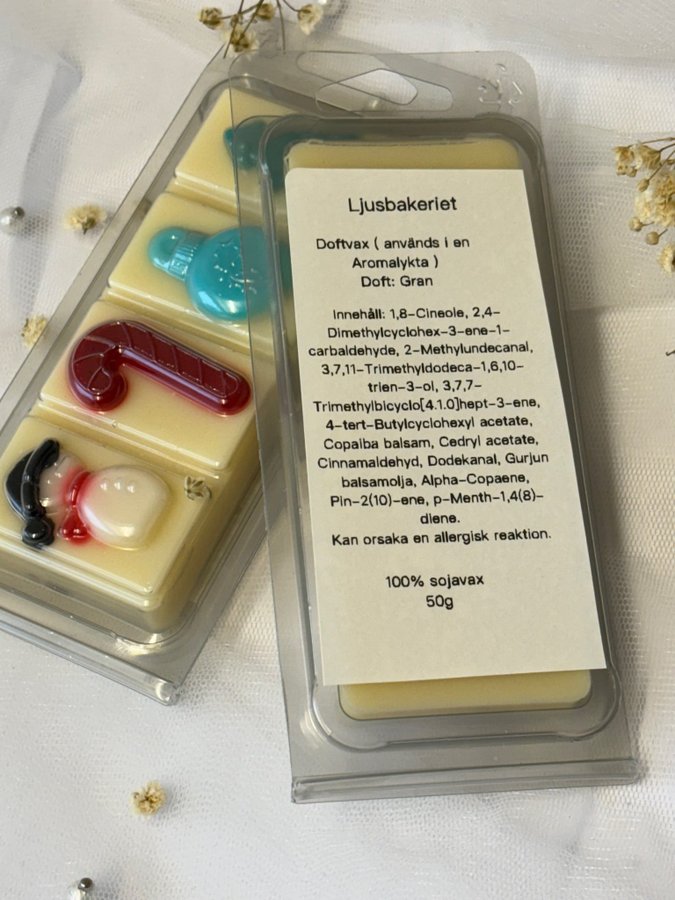 Ljusbakeriet
Doftvax ( används i en
Aromalykta )
Doft: Gran
Innehåll: 1,8-Cineole, 2,4-
Dimethylcyclohex-3-ene-1-
carbaldehyde, 2-Methylundecanal,
3,7,11-Trimethyldodeca-1,6,10-
trien-3-ol, 3,7,7-
Trimethylbicyclo[4.1.0]hept-3-ene,
4-tert-Butylcyclohexyl acetate,
Copaiba balsam, Cedryl acetate,
Cinnamaldehyd, Dodekanal, Gurjun
balsamolja, Alpha-Copaene,
Pin-2(10)-ene, p-Menth-1,4(8)-
diene.
Kan orsaka en allergisk reaktion.
100% sojavax
50g